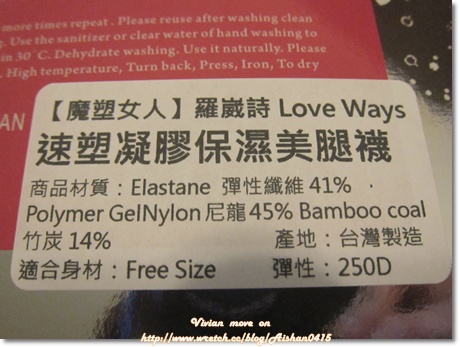 more times repeat . Please reuse after washing clean
g. Use the sanitizer or clear water of hand washing to
in 30˚C. Dehydrate washing. Use it naturally. Please
. High temperature, Turn back, Press, Iron, To dry
AN
【魔塑女人】羅崴詩 Love Ways
速塑凝膠保濕美腿襪
商品材質：Elastane 彈性纖維 41% ．
Polymer GelNylon 尼龍 45% Bamboo coal
竹炭 14% 產地：台灣製造
適合身材：Free Size 彈性：250D
Vivian move on
http://www.wretch.cc/blog/Aishan0415